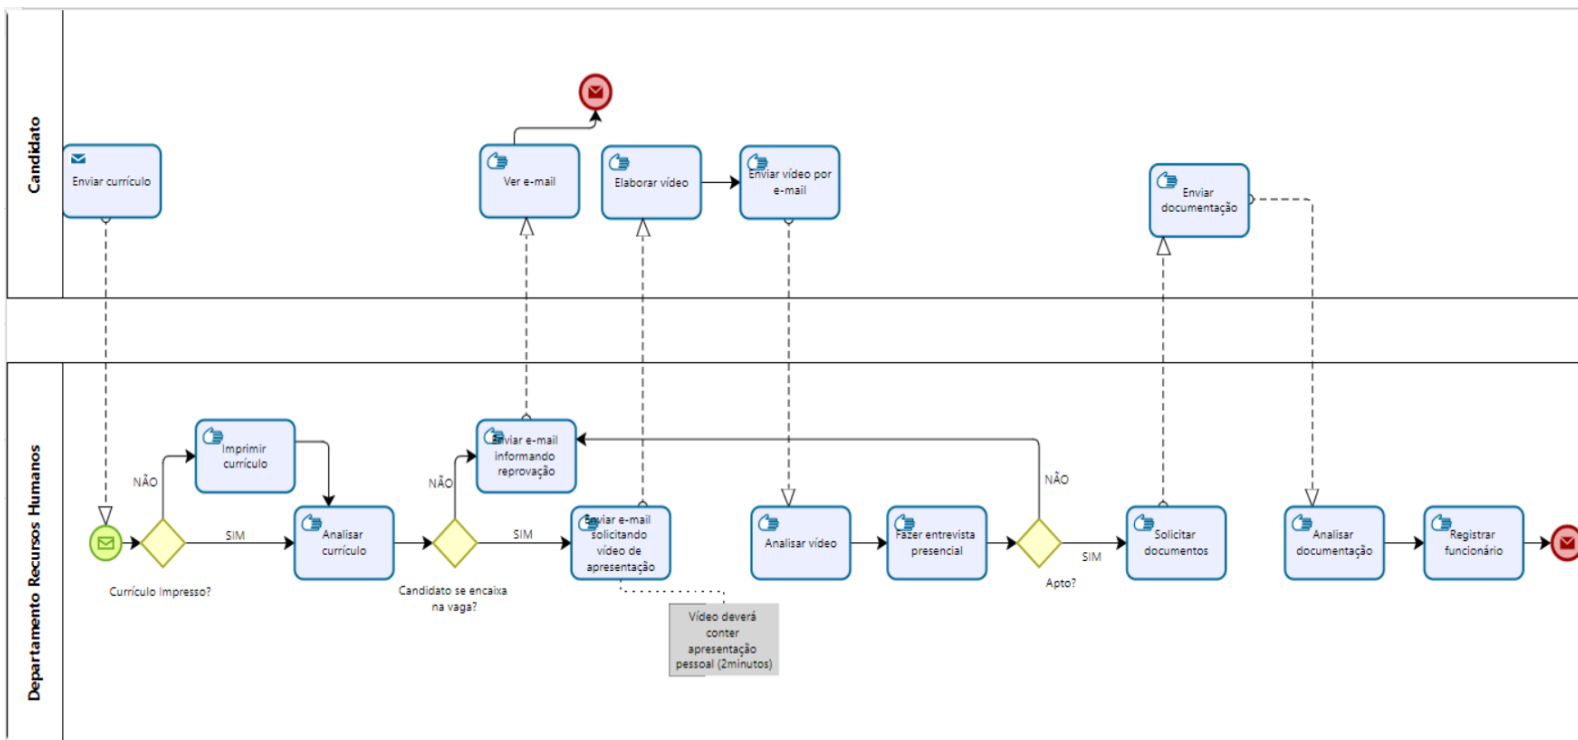 Candidato
Enviar currículo
Ver e-mail
Elaborar vídeo
Enviar vídeo por
e-mail
Enviar
documentação
Departamento Recursos Humanos
Currículo Impresso?
NÃO
SIM
Imprimir
currículo
Analisar
currículo
Candidato se encaixa
na vaga?
NÃO
SIM
Enviar e-mail
informando
reprovação
Enviar e-mail
solicitando
vídeo de
apresentação
Vídeo deverá
conter
apresentação
pessoal (2minutos)
Analisar vídeo
Fazer entrevista
presencial
Apto?
NÃO
SIM
Solicitar
documentos
Analisar
documentação
Registrar
funcionário